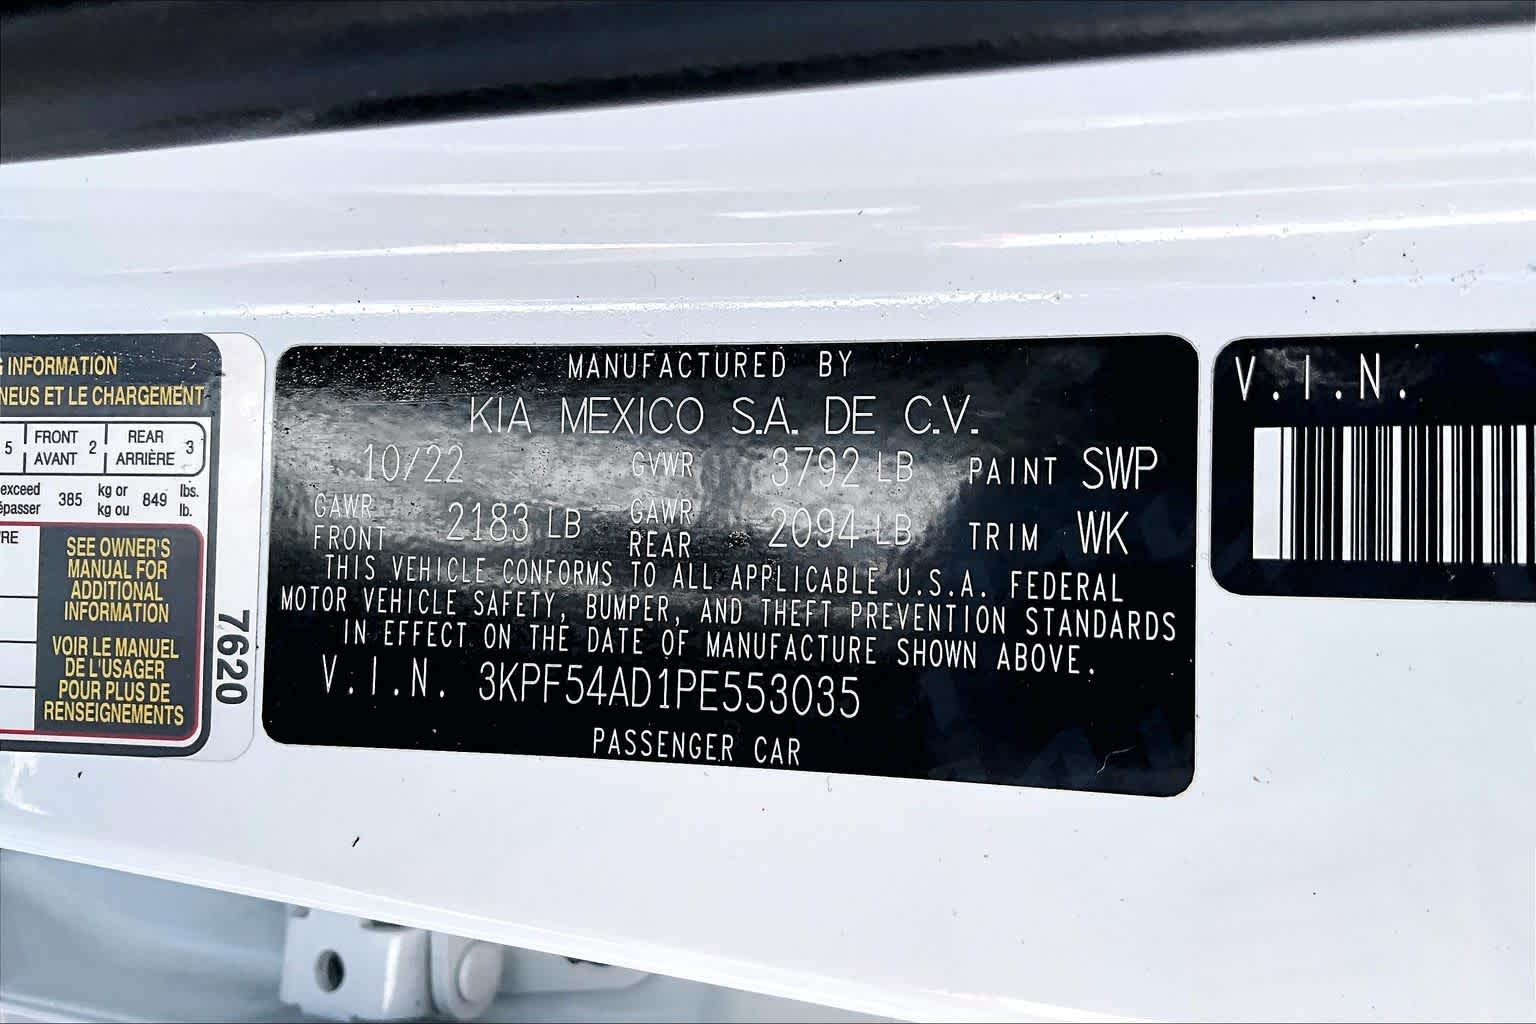 INFORMATION
NEUS ET LE CHARGEMENT
5 FRONT AVANT 2 REAR ARRIÈRE 3
exceed 385 kg or 849 lbs.
kg ou lb.
SEE OWNER'S
MANUAL FOR
ADDITIONAL
INFORMATION
VOIR LE MANUEL
DE L'USAGER
POUR PLUS DE
RENSEIGNEMENTS
7620
MANUFACTURED BY
KIA MEXICO S.A. DE C.V.
10/22 GVWR 3792 LB PAINT SWP
GAWR FRONT 2183 LB GAWR REAR 2094 LB TRIM WK
THIS VEHICLE CONFORMS TO ALL APPLICABLE U.S.A. FEDERAL
MOTOR VEHICLE SAFETY, BUMPER, AND THEFT PREVENTION STANDARDS
IN EFFECT ON THE DATE OF MANUFACTURE SHOWN ABOVE.
V.I.N. 3KPF54AD1PE553035
PASSENGER CAR
V.I.N.